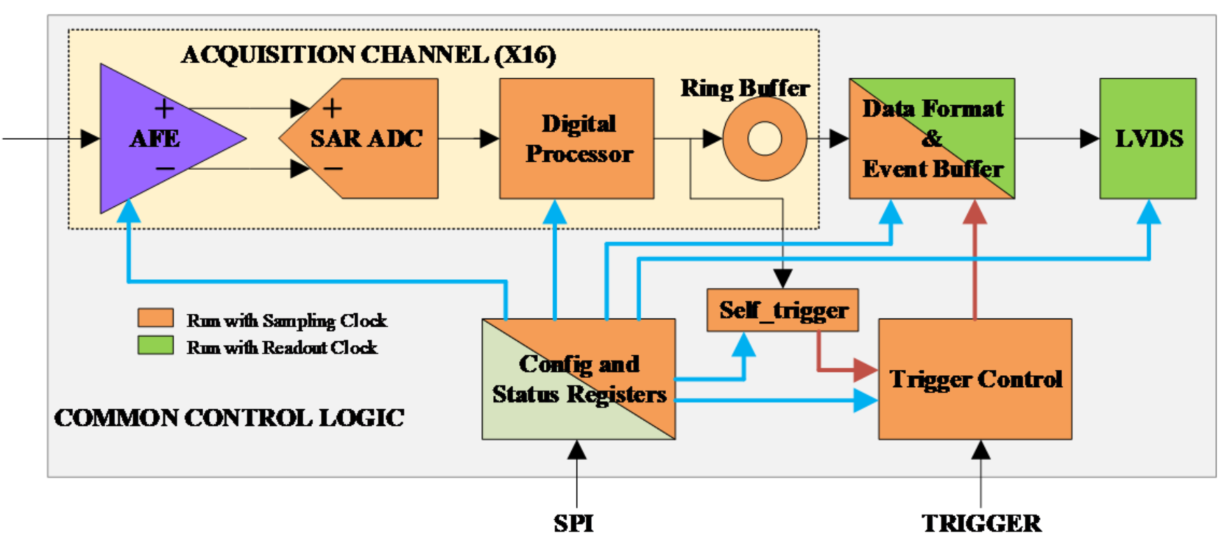 ACQUISITION CHANNEL (X16)
+
AFE
−
+
SAR ADC
−
Digital
Processor
Ring Buffer
Data Format
&
Event Buffer
LVDS
Self_trigger
Run with Sampling Clock
Run with Readout Clock
Config and
Status Registers
Trigger Control
COMMON CONTROL LOGIC
SPI
TRIGGER